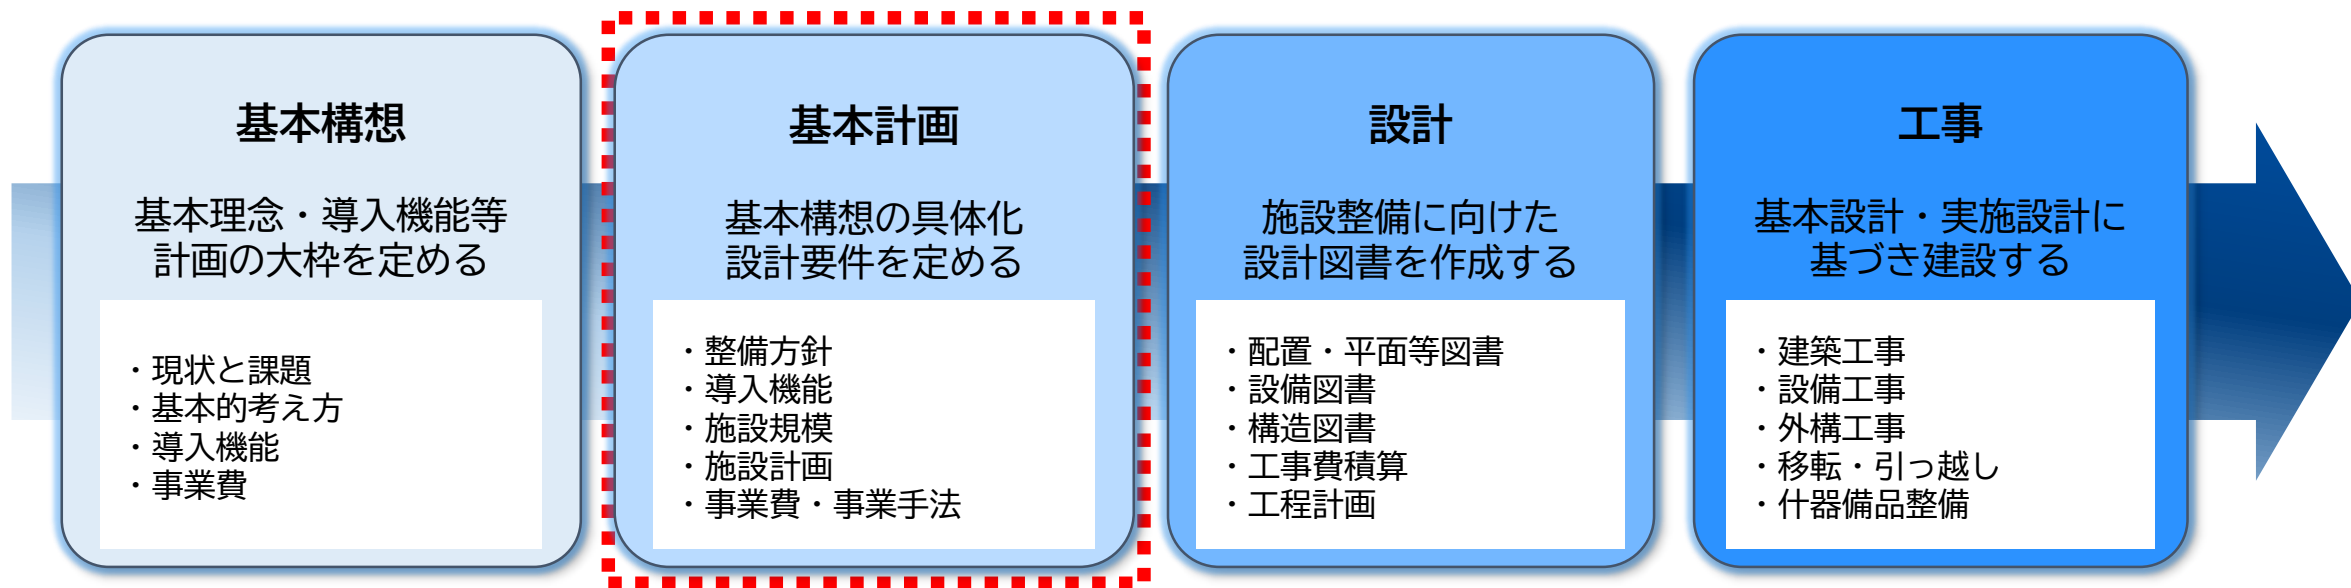 基本構想
基本理念・導入機能等
計画の大枠を定める
・現状と課題
・基本的考え方
・導入機能
・事業費
基本計画
基本構想の具体化
設計要件を定める
・整備方針
・導入機能
・施設規模
・施設計画
・事業費・事業手法
設計
施設整備に向けた
設計図書を作成する
・配置・平面等図書
・設備図書
・構造図書
・工事費積算
・工程計画
工事
基本設計・実施設計に
基づき建設する
・建築工事
・設備工事
・外構工事
・移転・引っ越し
・什器備品整備